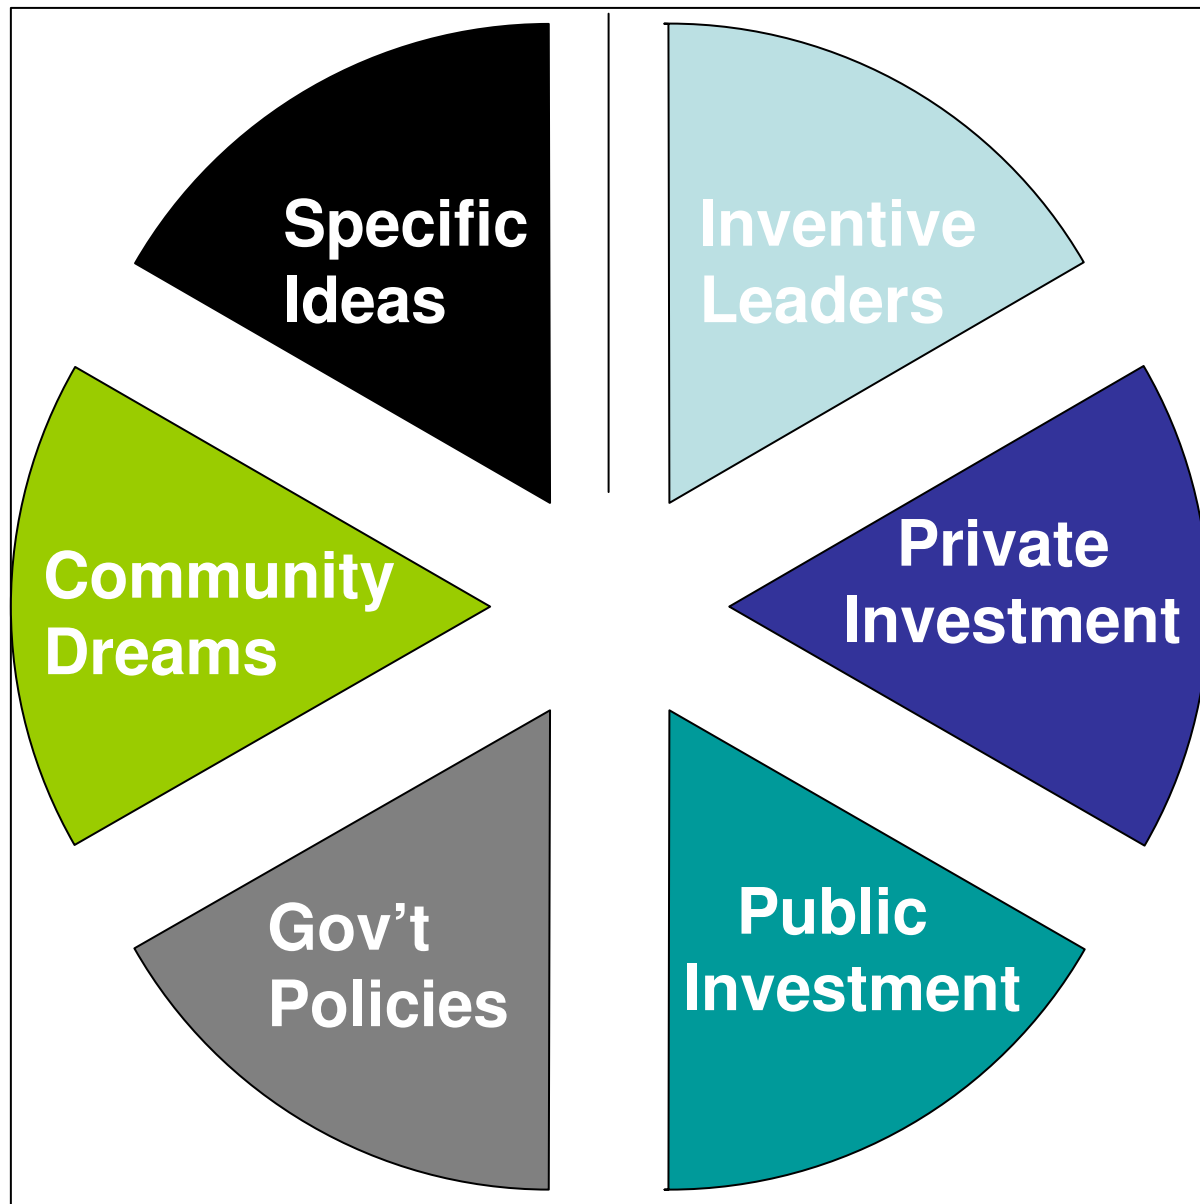 Specific
Ideas
Inventive
Leaders
Private
Investment
Public
Investment
Gov’t
Policies
Community
Dreams